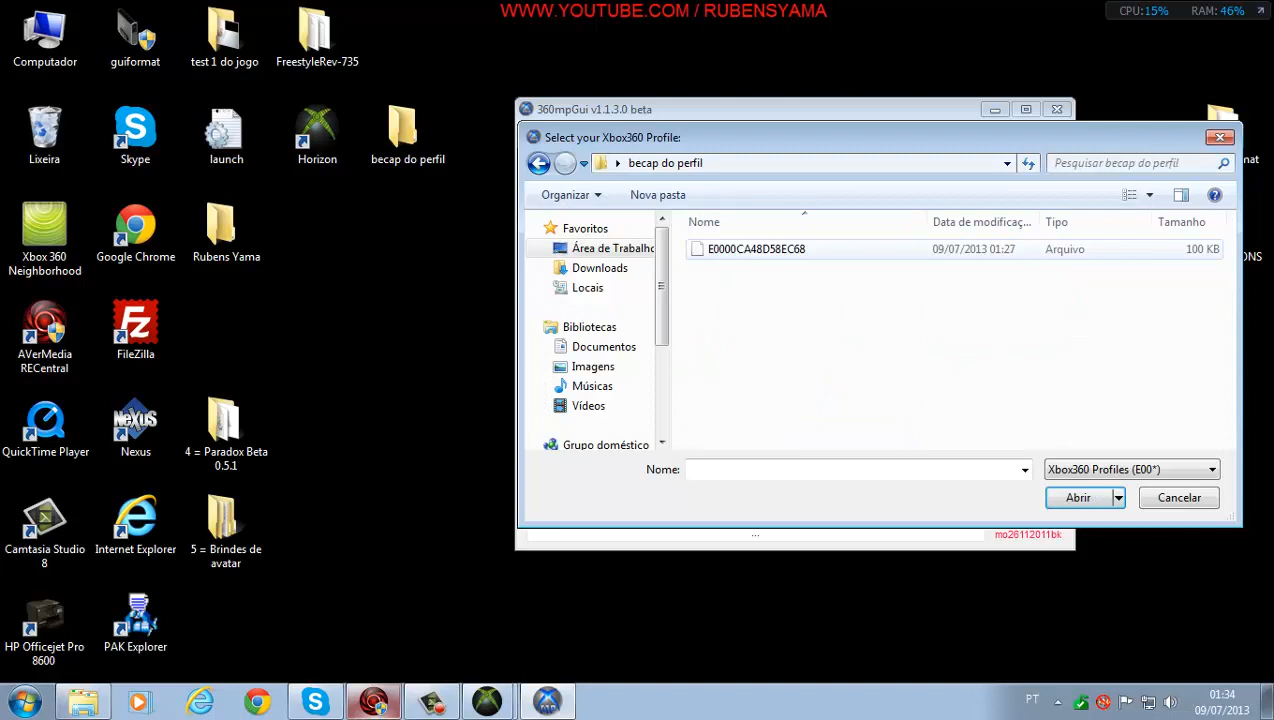 WWW.YOUTUBE.COM / RUBENSYAMA
CPU:15% RAM: 46%
Computador
guiformat
test 1 do jogo
FreestyleRev-735
Lixeira
Skype
launch
Horizon
becap do perfil
Xbox 360
Neighborhood
Google Chrome
Rubens Yama
AVerMedia
RECentral
FileZilla
QuickTime Player
Nexus
4 = Paradox Beta
0.5.1
Camtasia Studio
8
Internet Explorer
5 = Brindes de
avatar
HP Officejet Pro
8600
PAK Explorer
360mpGui v1.1.3.0 beta
Select your Xbox360 Profile:
becap do perfil
Pesquisar becap do perfil
Organizar
Nova pasta
Favoritos
Área de Trabalho
Downloads
Locais
Bibliotecas
Documentos
Imagens
Músicas
Vídeos
Grupo doméstico
Nome
Data de modificaç...
Tipo
Tamanho
E0000CA48D58EC68
09/07/2013 01:27
Arquivo
100 KB
Nome:
Xbox360 Profiles (E00*)
Abrir
Cancelar
...
mo26112011bk
PT
01:34
09/07/2013